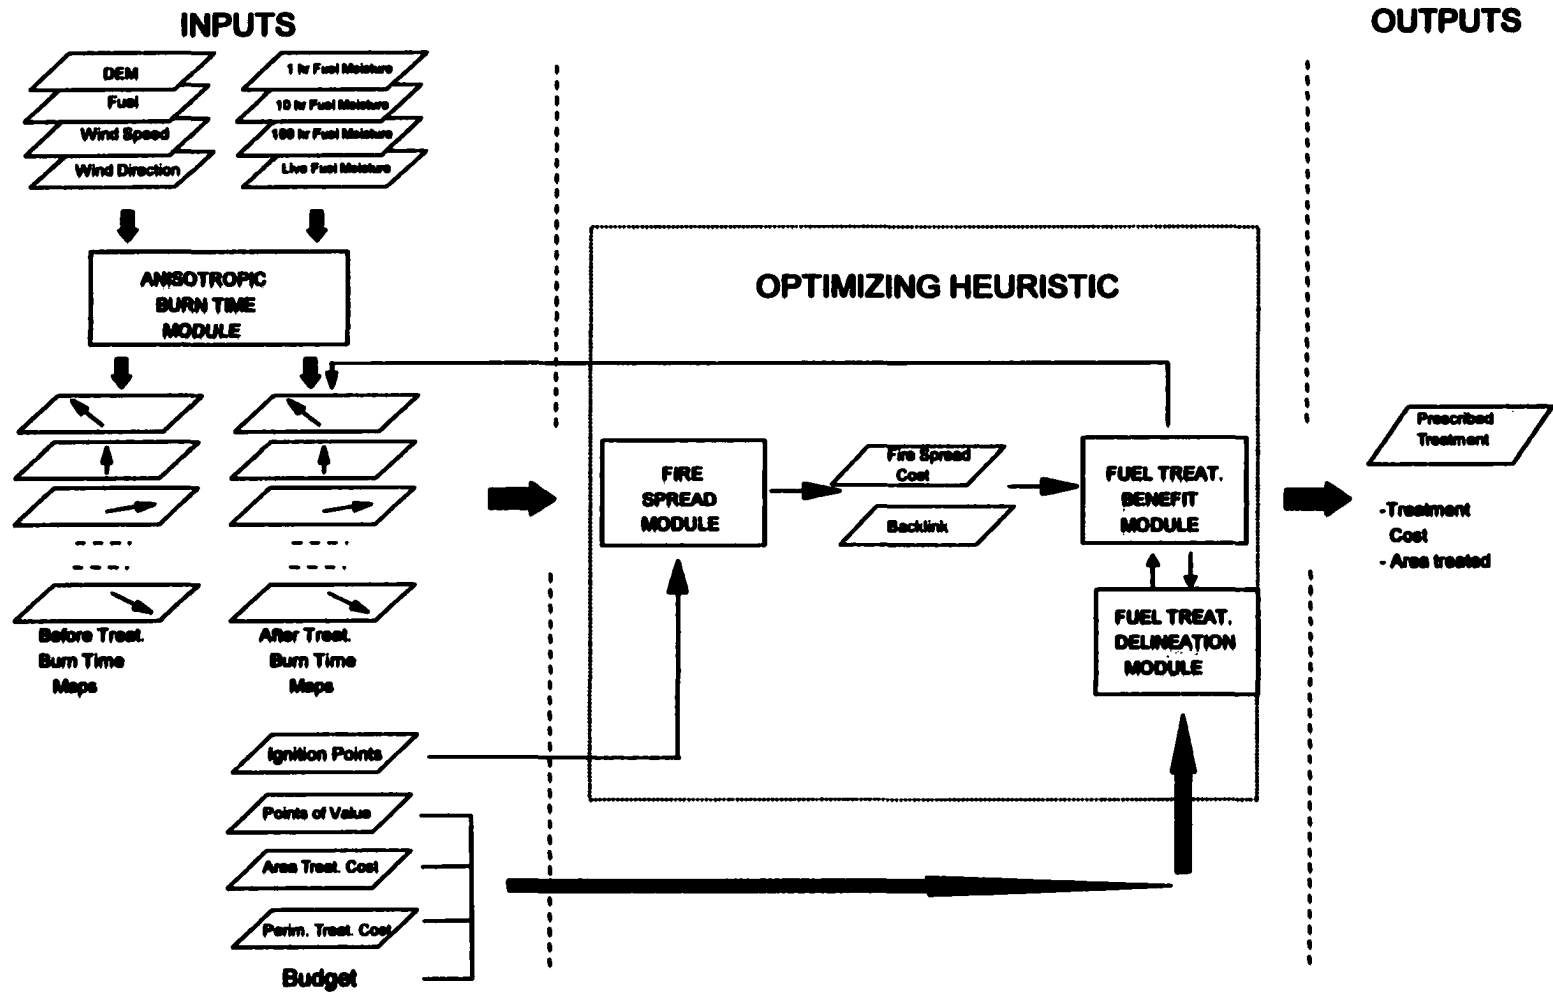 INPUTS
OUTPUTS
DEM
Fuel
Wind Speed
Wind Direction
1 hr Fuel Moisture
10 hr Fuel Moisture
100 hr Fuel Moisture
Live Fuel Moisture
ANISOTROPIC
BURN TIME
MODULE
OPTIMIZING HEURISTIC
FIRE
SPREAD
MODULE
Fire Spread
Cost
Backlink
FUEL TREAT.
BENEFIT
MODULE
FUEL TREAT.
DELINEATION
MODULE
Prescribed
Treatment
-Treatment
Cost
- Area treated
Before Treat.
Burn Time
Maps
After Treat.
Burn Time
Maps
Ignition Points
Points of Value
Area Treat. Cost
Perim. Treat. Cost
Budget